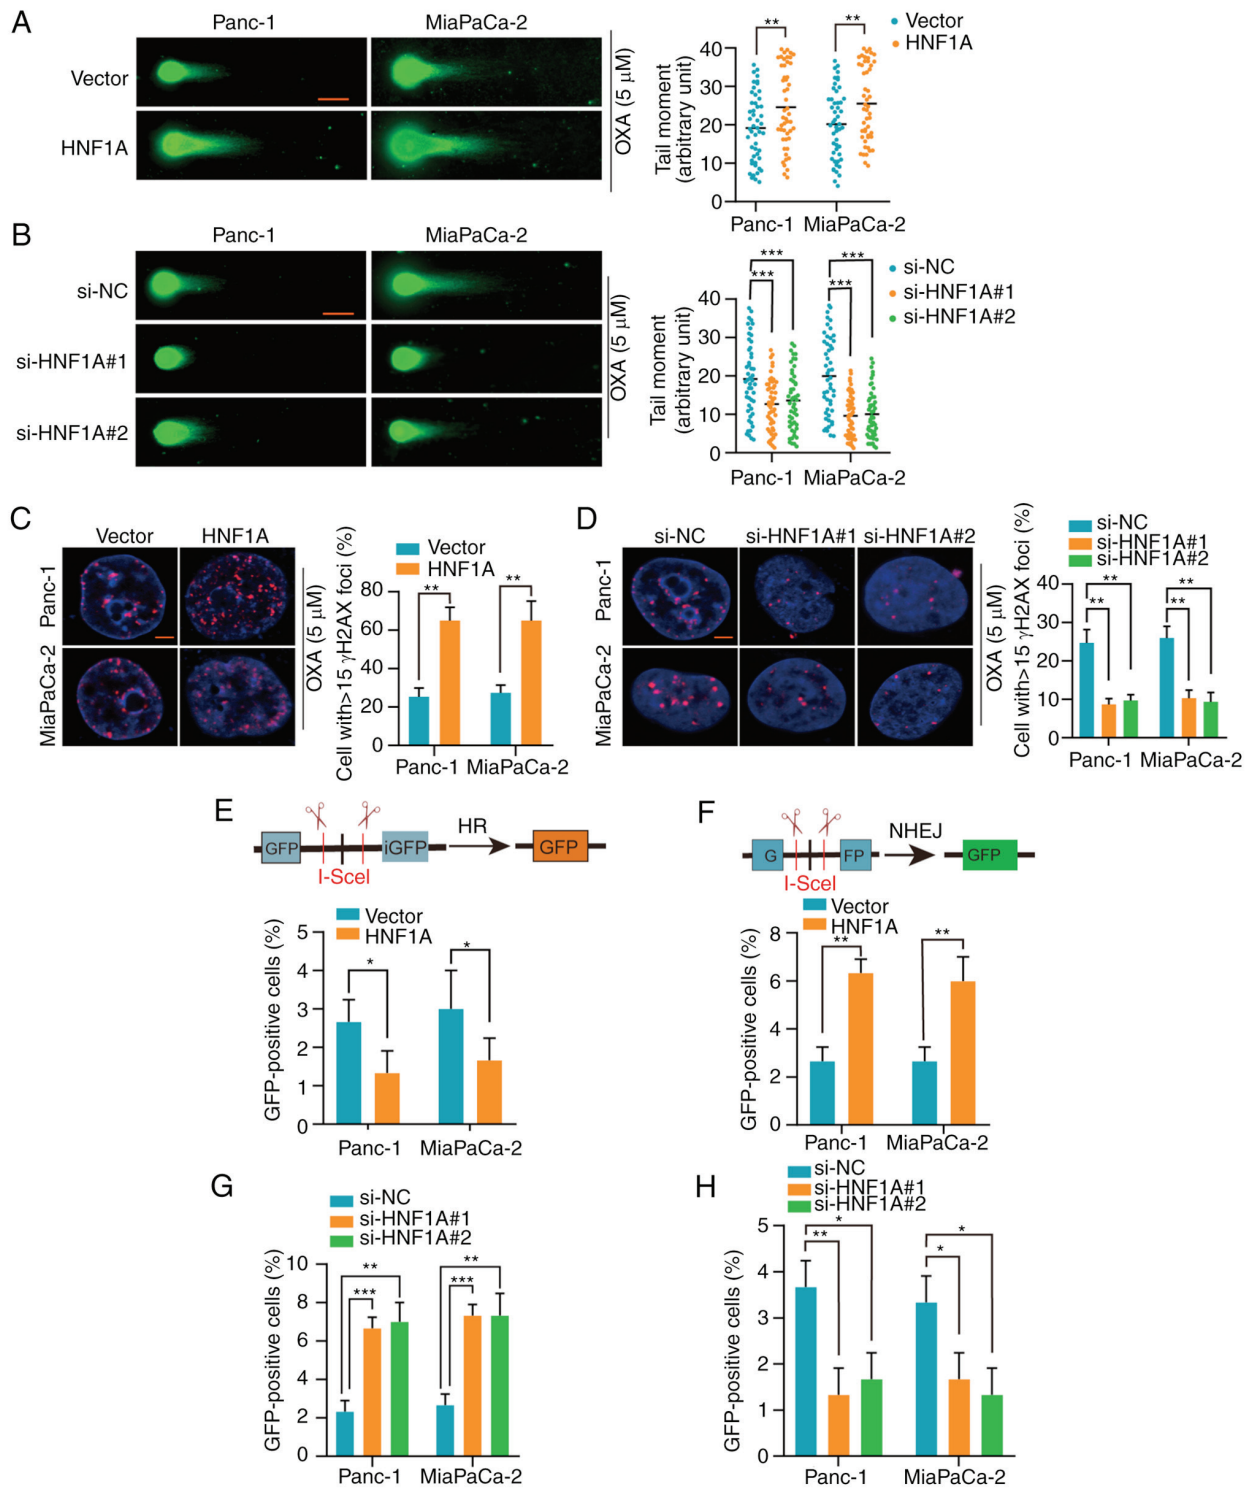 A
Panc-1
MiaPaCa-2
Vector
HNF1A
OXA (5 μM)
Vector
HNF1A
**
**
Tail moment
(arbitrary unit)
40
30
20
10
0
Panc-1
MiaPaCa-2
B
Panc-1
MiaPaCa-2
si-NC
si-HNF1A#1
si-HNF1A#2
OXA (5 μM)
si-NC
si-HNF1A#1
si-HNF1A#2
***
***
***
***
Tail moment
(arbitrary unit)
40
30
20
10
0
Panc-1
MiaPaCa-2
C
Vector
HNF1A
Panc-1
MiaPaCa-2
OXA (5 μM)
Vector
HNF1A
**
**
Cell with>15 γH2AX foci (%)
80
60
40
20
0
Panc-1
MiaPaCa-2
D
si-NC
si-HNF1A#1
si-HNF1A#2
Panc-1
MiaPaCa-2
OXA (5 μM)
si-NC
si-HNF1A#1
si-HNF1A#2
**
**
**
**
Cell with>15 γH2AX foci (%)
40
30
20
10
0
Panc-1
MiaPaCa-2
E
GFP
iGFP
I-SceI
HR
GFP
Vector
HNF1A
*
*
GFP-positive cells (%)
5
4
3
2
1
0
Panc-1
MiaPaCa-2
F
G
FP
I-SceI
NHEJ
GFP
Vector
HNF1A
**
**
GFP-positive cells (%)
8
6
4
2
0
Panc-1
MiaPaCa-2
G
si-NC
si-HNF1A#1
si-HNF1A#2
**
***
**
***
GFP-positive cells (%)
10
8
6
4
2
0
Panc-1
MiaPaCa-2
H
si-NC
si-HNF1A#1
si-HNF1A#2
*
**
*
*
GFP-positive cells (%)
5
4
3
2
1
0
Panc-1
MiaPaCa-2